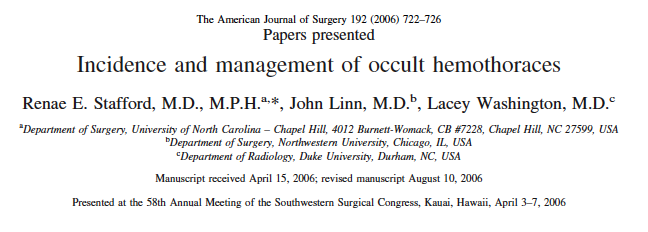 The American Journal of Surgery 192 (2006) 722–726
Papers presented
Incidence and management of occult hemothoraces
Renae E. Stafford, M.D., M.P.H.a,*, John Linn, M.D.b, Lacey Washington, M.D.c
aDepartment of Surgery, University of North Carolina – Chapel Hill, 4012 Burnett-Womack, CB #7228, Chapel Hill, NC 27599, USA
bDepartment of Surgery, Northwestern University, Chicago, IL, USA
cDepartment of Radiology, Duke University, Durham, NC, USA
Manuscript received April 15, 2006; revised manuscript August 10, 2006
Presented at the 58th Annual Meeting of the Southwestern Surgical Congress, Kauai, Hawaii, April 3–7, 2006